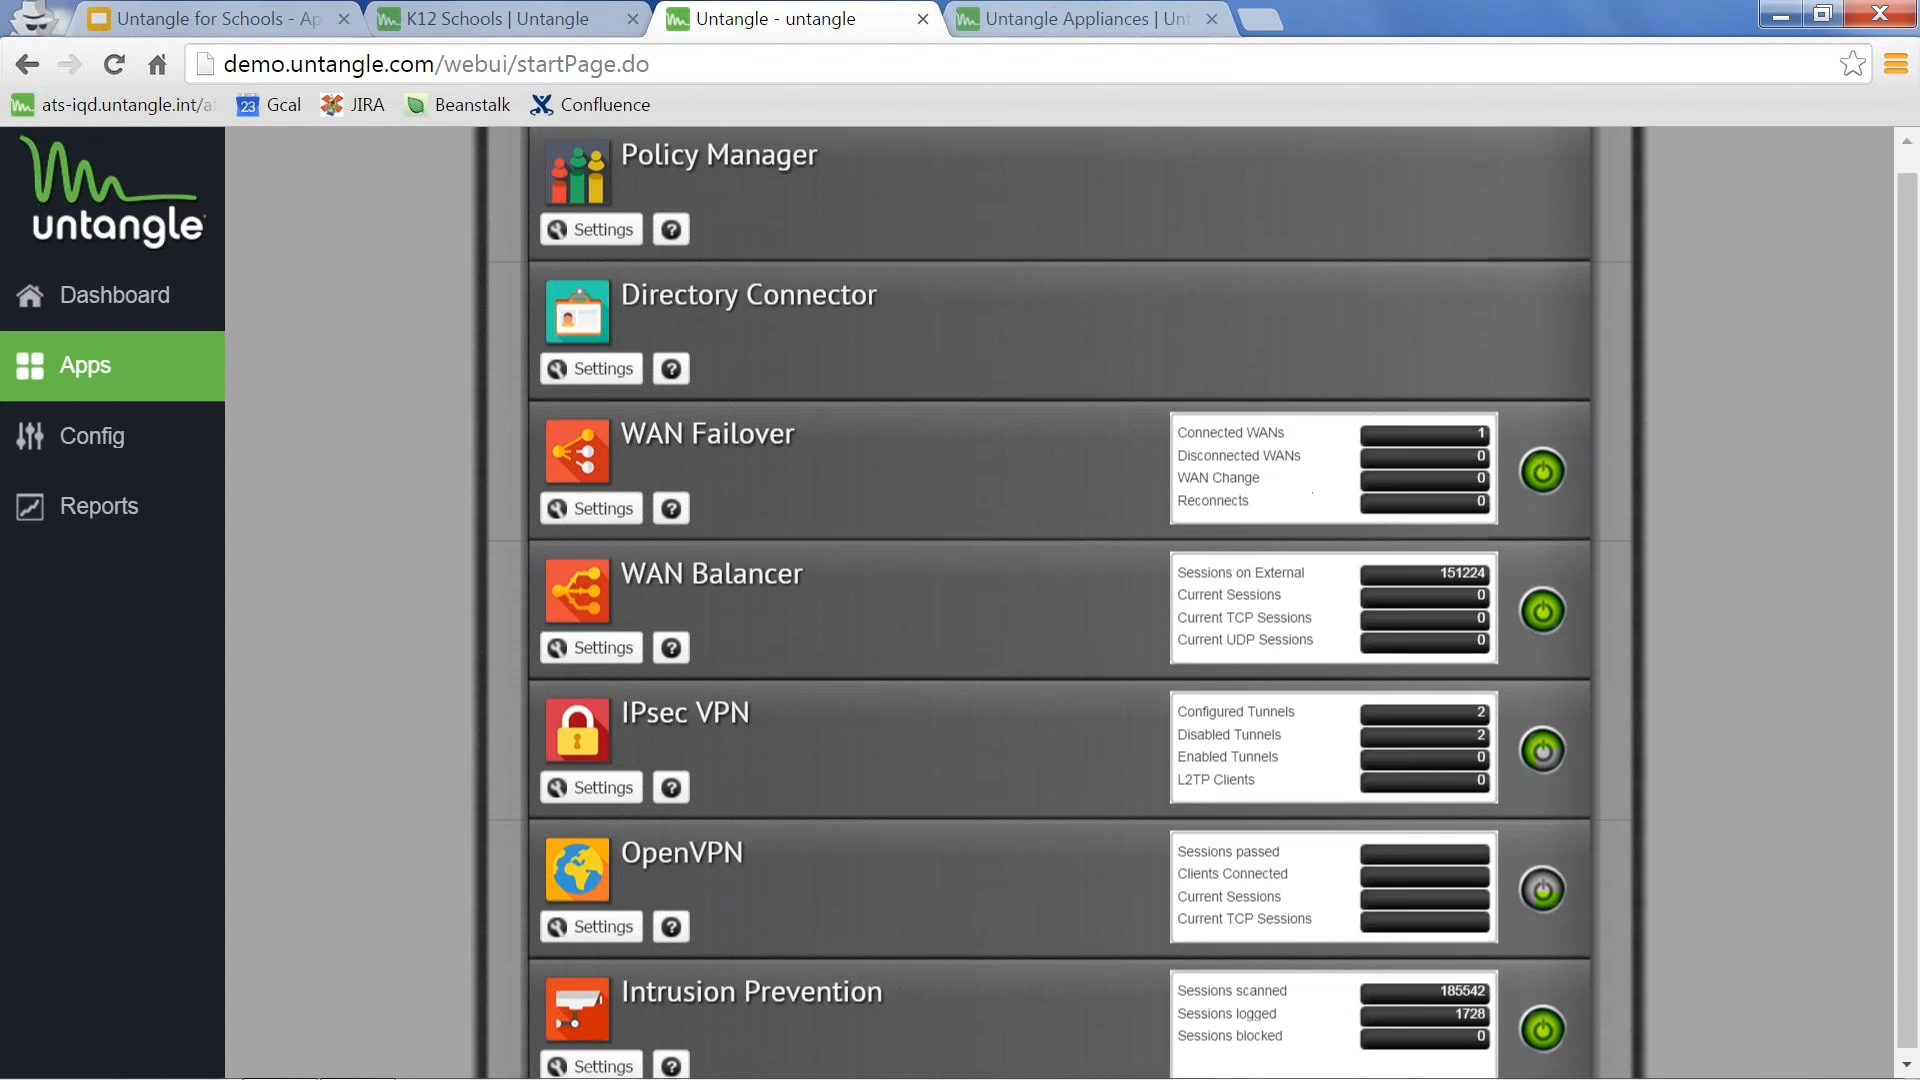 Untangle for Schools - Ap
K12 Schools | Untangle
Untangle - untangle
Untangle Appliances | Unt
demo.untangle.com/webui/startPage.do
ats-iqd.untangle.int/a
23 Gcal
JIRA
Beanstalk
Confluence
untangle
Dashboard
Apps
Config
Reports
Policy Manager
Settings ?
Directory Connector
Settings ?
WAN Failover
Settings ?
Connected WANs 1
Disconnected WANs 0
WAN Change 0
Reconnects 0
WAN Balancer
Settings ?
Sessions on External 151224
Current Sessions 0
Current TCP Sessions 0
Current UDP Sessions 0
IPsec VPN
Settings ?
Configured Tunnels 2
Disabled Tunnels 2
Enabled Tunnels 0
L2TP Clients 0
OpenVPN
Settings ?
Sessions passed
Clients Connected
Current Sessions
Current TCP Sessions
Intrusion Prevention
Settings ?
Sessions scanned 185542
Sessions logged 1728
Sessions blocked 0